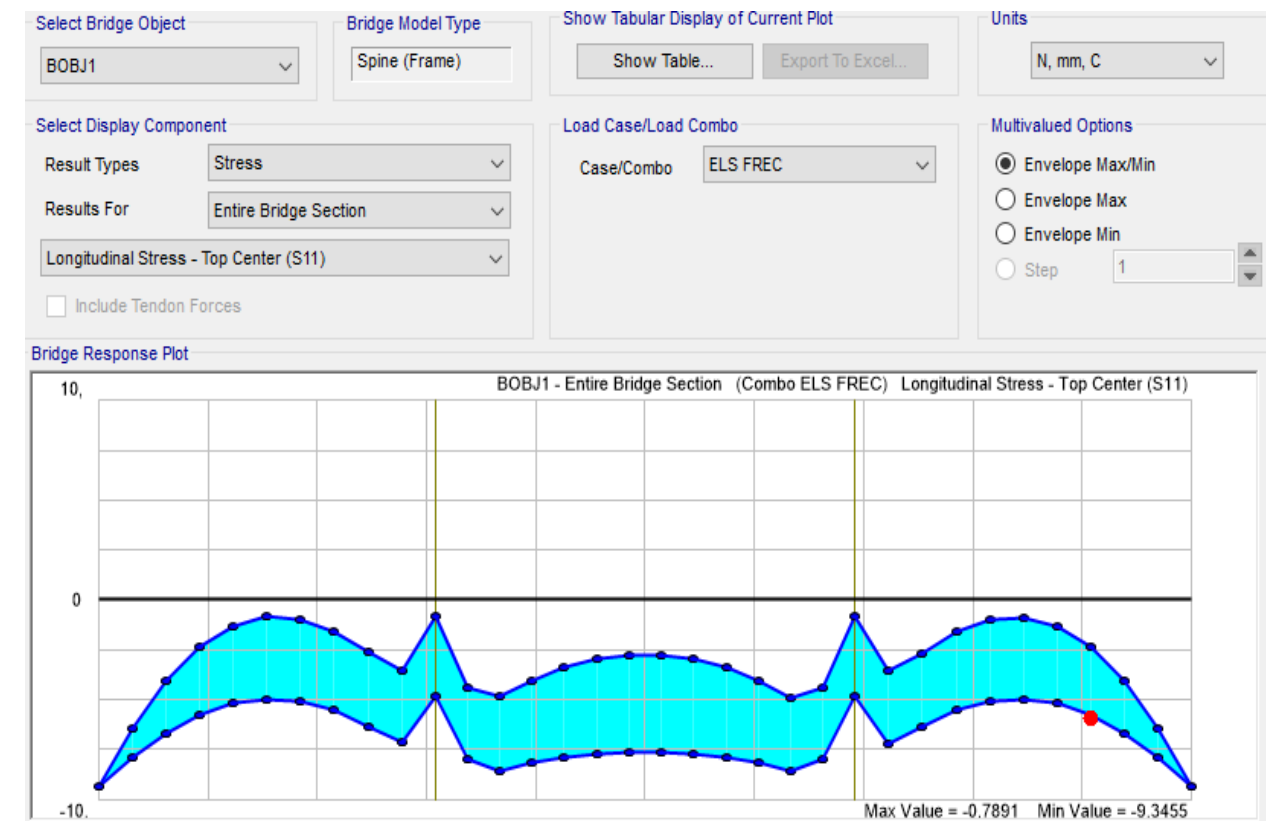 Select Bridge Object
Bridge Model Type
Show Tabular Display of Current Plot
Units
BOBJ1
Spine (Frame)
Show Table...
Export To Excel...
N, mm, C
Select Display Component
Load Case/Load Combo
Multivalued Options
Result Types
Stress
Case/Combo
ELS FREC
Envelope Max/Min
Results For
Entire Bridge Section
Envelope Max
Envelope Min
Longitudinal Stress - Top Center (S11)
Step
1
Include Tendon Forces
Bridge Response Plot
BOBJ1 - Entire Bridge Section (Combo ELS FREC) Longitudinal Stress - Top Center (S11)
10,
0
-10,
Max Value = -0.7891 Min Value = -9.3455